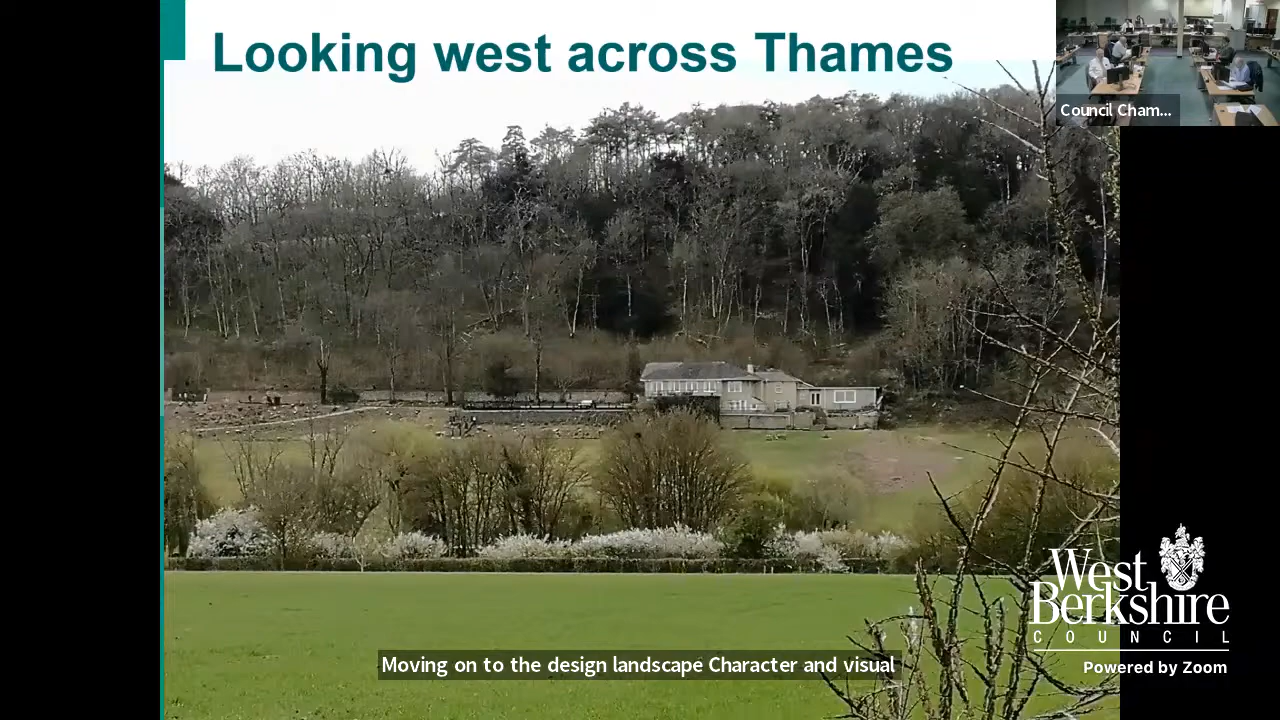 Looking west across Thames
Council Cham...
West
Berkshire
COUNCIL
Powered by Zoom
Moving on to the design landscape Character and visual